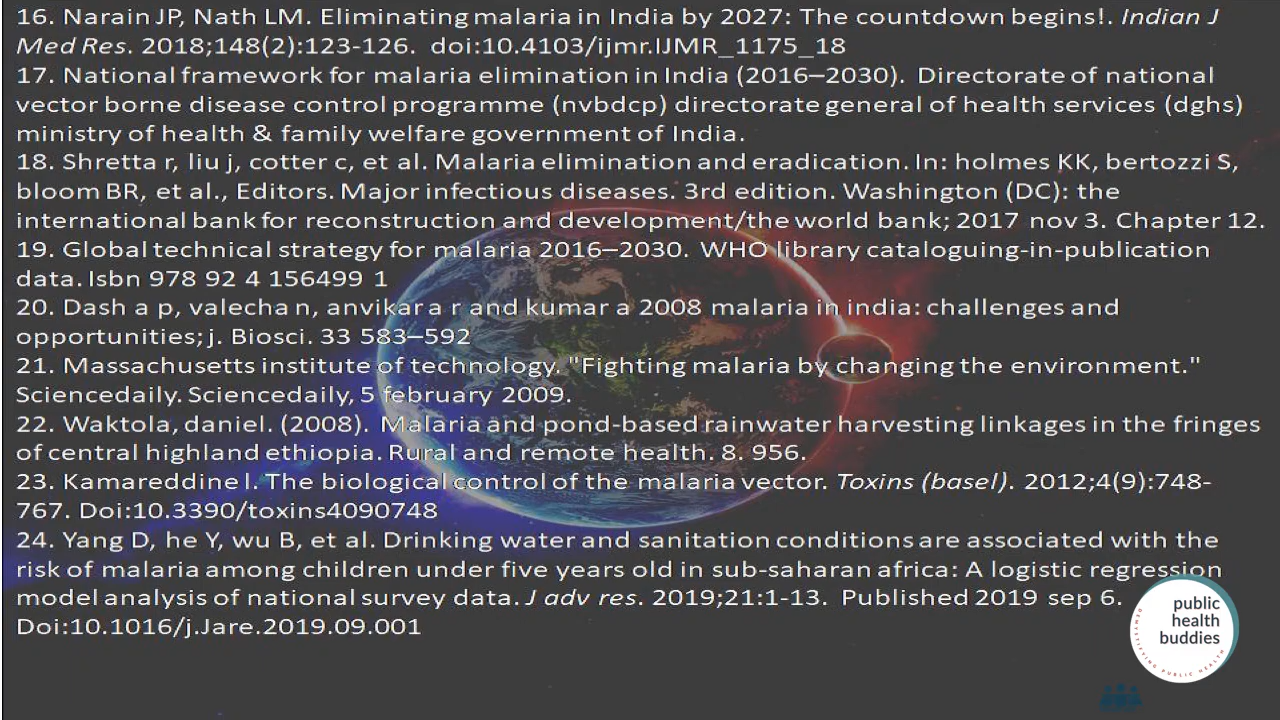 16. Narain JP, Nath LM. Eliminating malaria in India by 2027: The countdown begins!. Indian J
Med Res. 2018;148(2):123-126. doi:10.4103/ijmr.IJMR_1175_18
17. National framework for malaria elimination in India (2016–2030). Directorate of national
vector borne disease control programme (nvbdcp) directorate general of health services (dghs)
ministry of health & family welfare government of India.
18. Shretta r, liu j, cotter c, et al. Malaria elimination and eradication. In: holmes KK, bertozzi S,
bloom BR, et al., Editors. Major infectious diseases. 3rd edition. Washington (DC): the
international bank for reconstruction and development/the world bank; 2017 nov 3. Chapter 12.
19. Global technical strategy for malaria 2016–2030. WHO library cataloguing-in-publication
data. Isbn 978 92 4 156499 1
20. Dash a p, valecha n, anvikar a r and kumar a 2008 malaria in india: challenges and
opportunities; j. Biosci. 33 583–592
21. Massachusetts institute of technology. "Fighting malaria by changing the environment."
Sciencedaily. Sciencedaily, 5 february 2009.
22. Waktola, daniel. (2008). Malaria and pond-based rainwater harvesting linkages in the fringes
of central highland ethiopia. Rural and remote health. 8. 956.
23. Kamareddine l. The biological control of the malaria vector. Toxins (basel). 2012;4(9):748-
767. Doi:10.3390/toxins4090748
24. Yang D, he Y, wu B, et al. Drinking water and sanitation conditions are associated with the
risk of malaria among children under five years old in sub-saharan africa: A logistic regression
model analysis of national survey data. J adv res. 2019;21:1-13. Published 2019 sep 6.
Doi:10.1016/j.Jare.2019.09.001
public
health
buddies
DEMYSTIFYING PUBLIC HEALTH